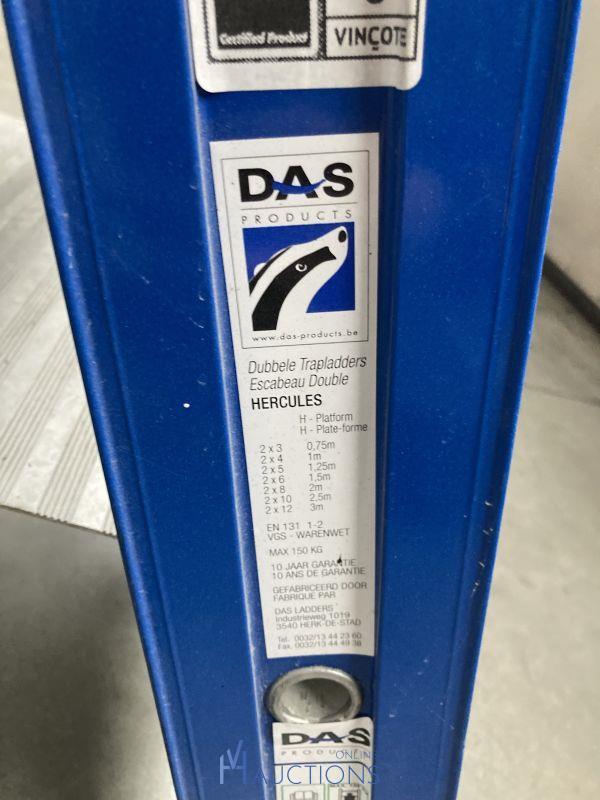 Certified Product
VINÇOTE
DAS
PRODUCTS
www.das-products.be
Dubbele Trapladders
Escabeau Double
HERCULES
H - Platform
H - Plate-forme
2 x 3 0,75m
2 x 4 1m
2 x 5 1,25m
2 x 6 1,5m
2 x 8 2m
2 x 10 2,5m
2 x 12 3m
EN 131 1-2
VGS - WARENWET
MAX 150 KG
10 JAAR GARANTIE
10 ANS DE GARANTIE
GEFABRICEERD DOOR
FABRIQUE PAR
DAS LADDERS
Industrieweg 1019
3540 HERK-DE-STAD
Tel. 0032/13 44 23 60
Fax. 0032/13 44 49 38
DAS
PRODUC
ONLINE
VH AUCTIONS